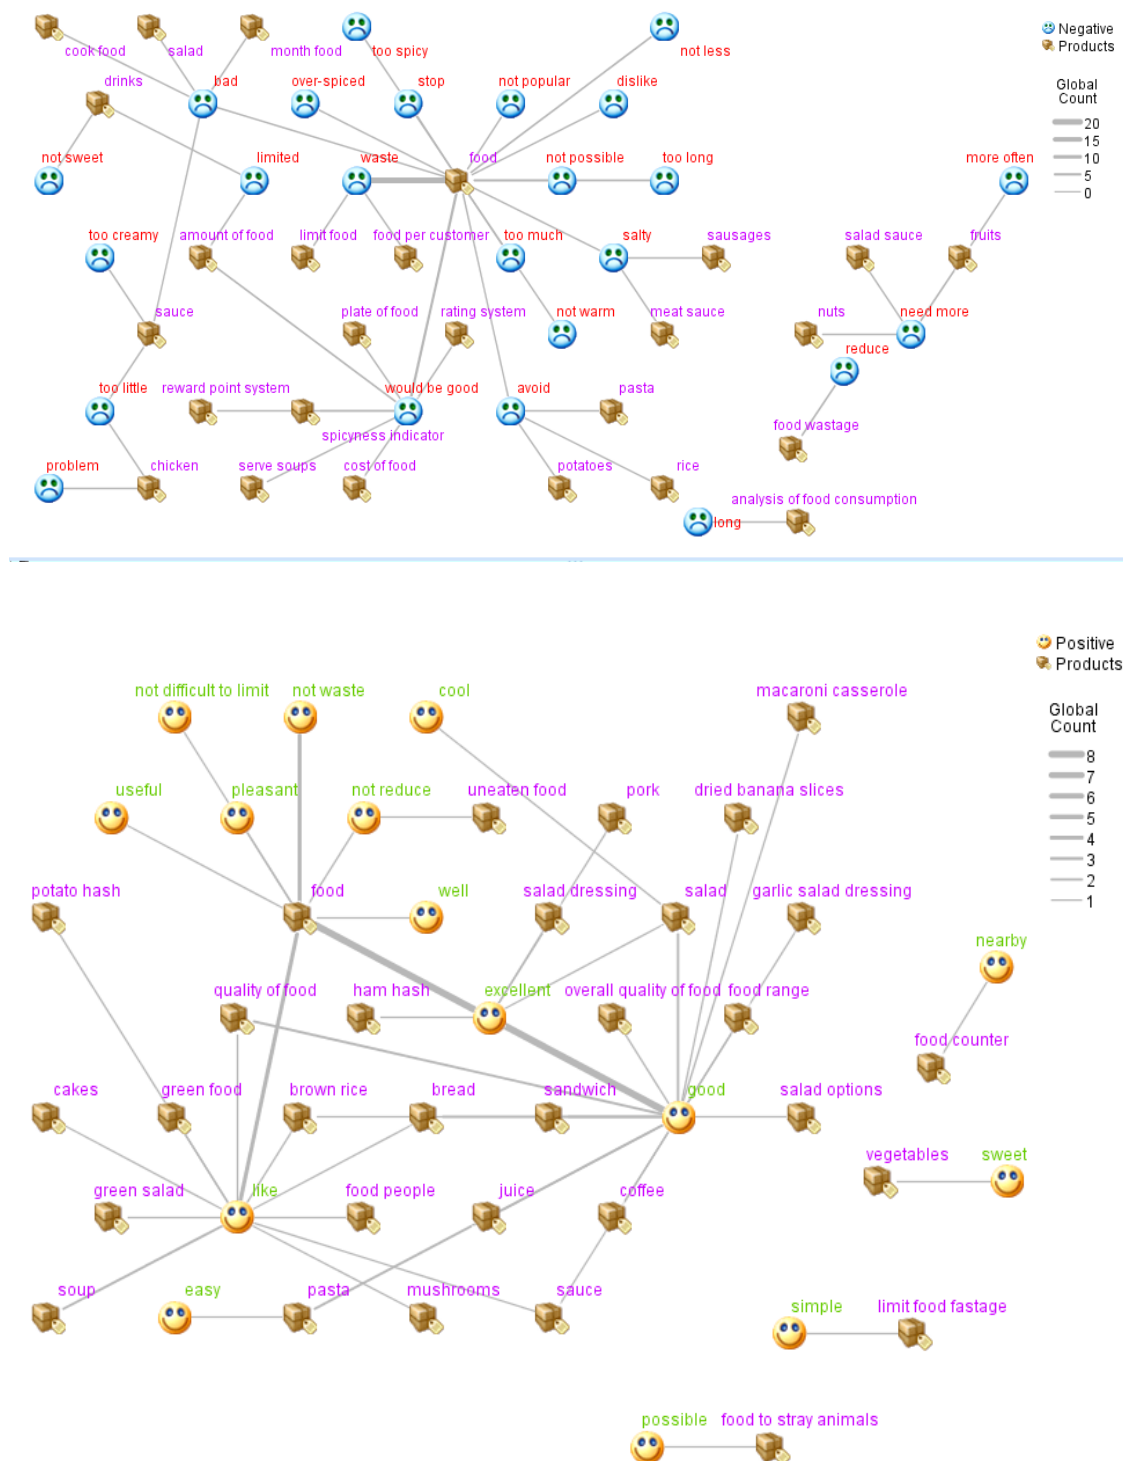 Negative
Products
Global
Count
20
15
10
5
0
cook food
salad
month food
too spicy
not less
drinks
bad
over-spiced
stop
not popular
dislike
not sweet
limited
waste
food
not possible
too long
more often
too creamy
amount of food
limit food
food per customer
too much
salty
sausages
salad sauce
fruits
sauce
plate of food
rating system
not warm
meat sauce
nuts
need more
reduce
too little
reward point system
would be good
avoid
pasta
spicyness indicator
food wastage
problem
chicken
serve soups
cost of food
potatoes
rice
analysis of food consumption
long
Positive
Products
Global
Count
8
7
6
5
4
3
2
1
not difficult to limit
not waste
cool
macaroni casserole
useful
pleasant
not reduce
uneaten food
pork
dried banana slices
potato hash
food
well
salad dressing
salad
garlic salad dressing
nearby
quality of food
ham hash
excellent
overall quality of food
food range
food counter
cakes
green food
brown rice
bread
sandwich
good
salad options
vegetables
sweet
green salad
like
food people
juice
coffee
soup
easy
pasta
mushrooms
sauce
simple
limit food fastage
possible
food to stray animals